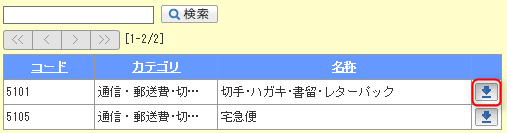 検索
<< < > >> [1-2/2]
コード カテゴリ 名称
5101 通信・郵送費・切… 切手・ハガキ・書留・レターパック
5105 通信・郵送費・切… 宅急便